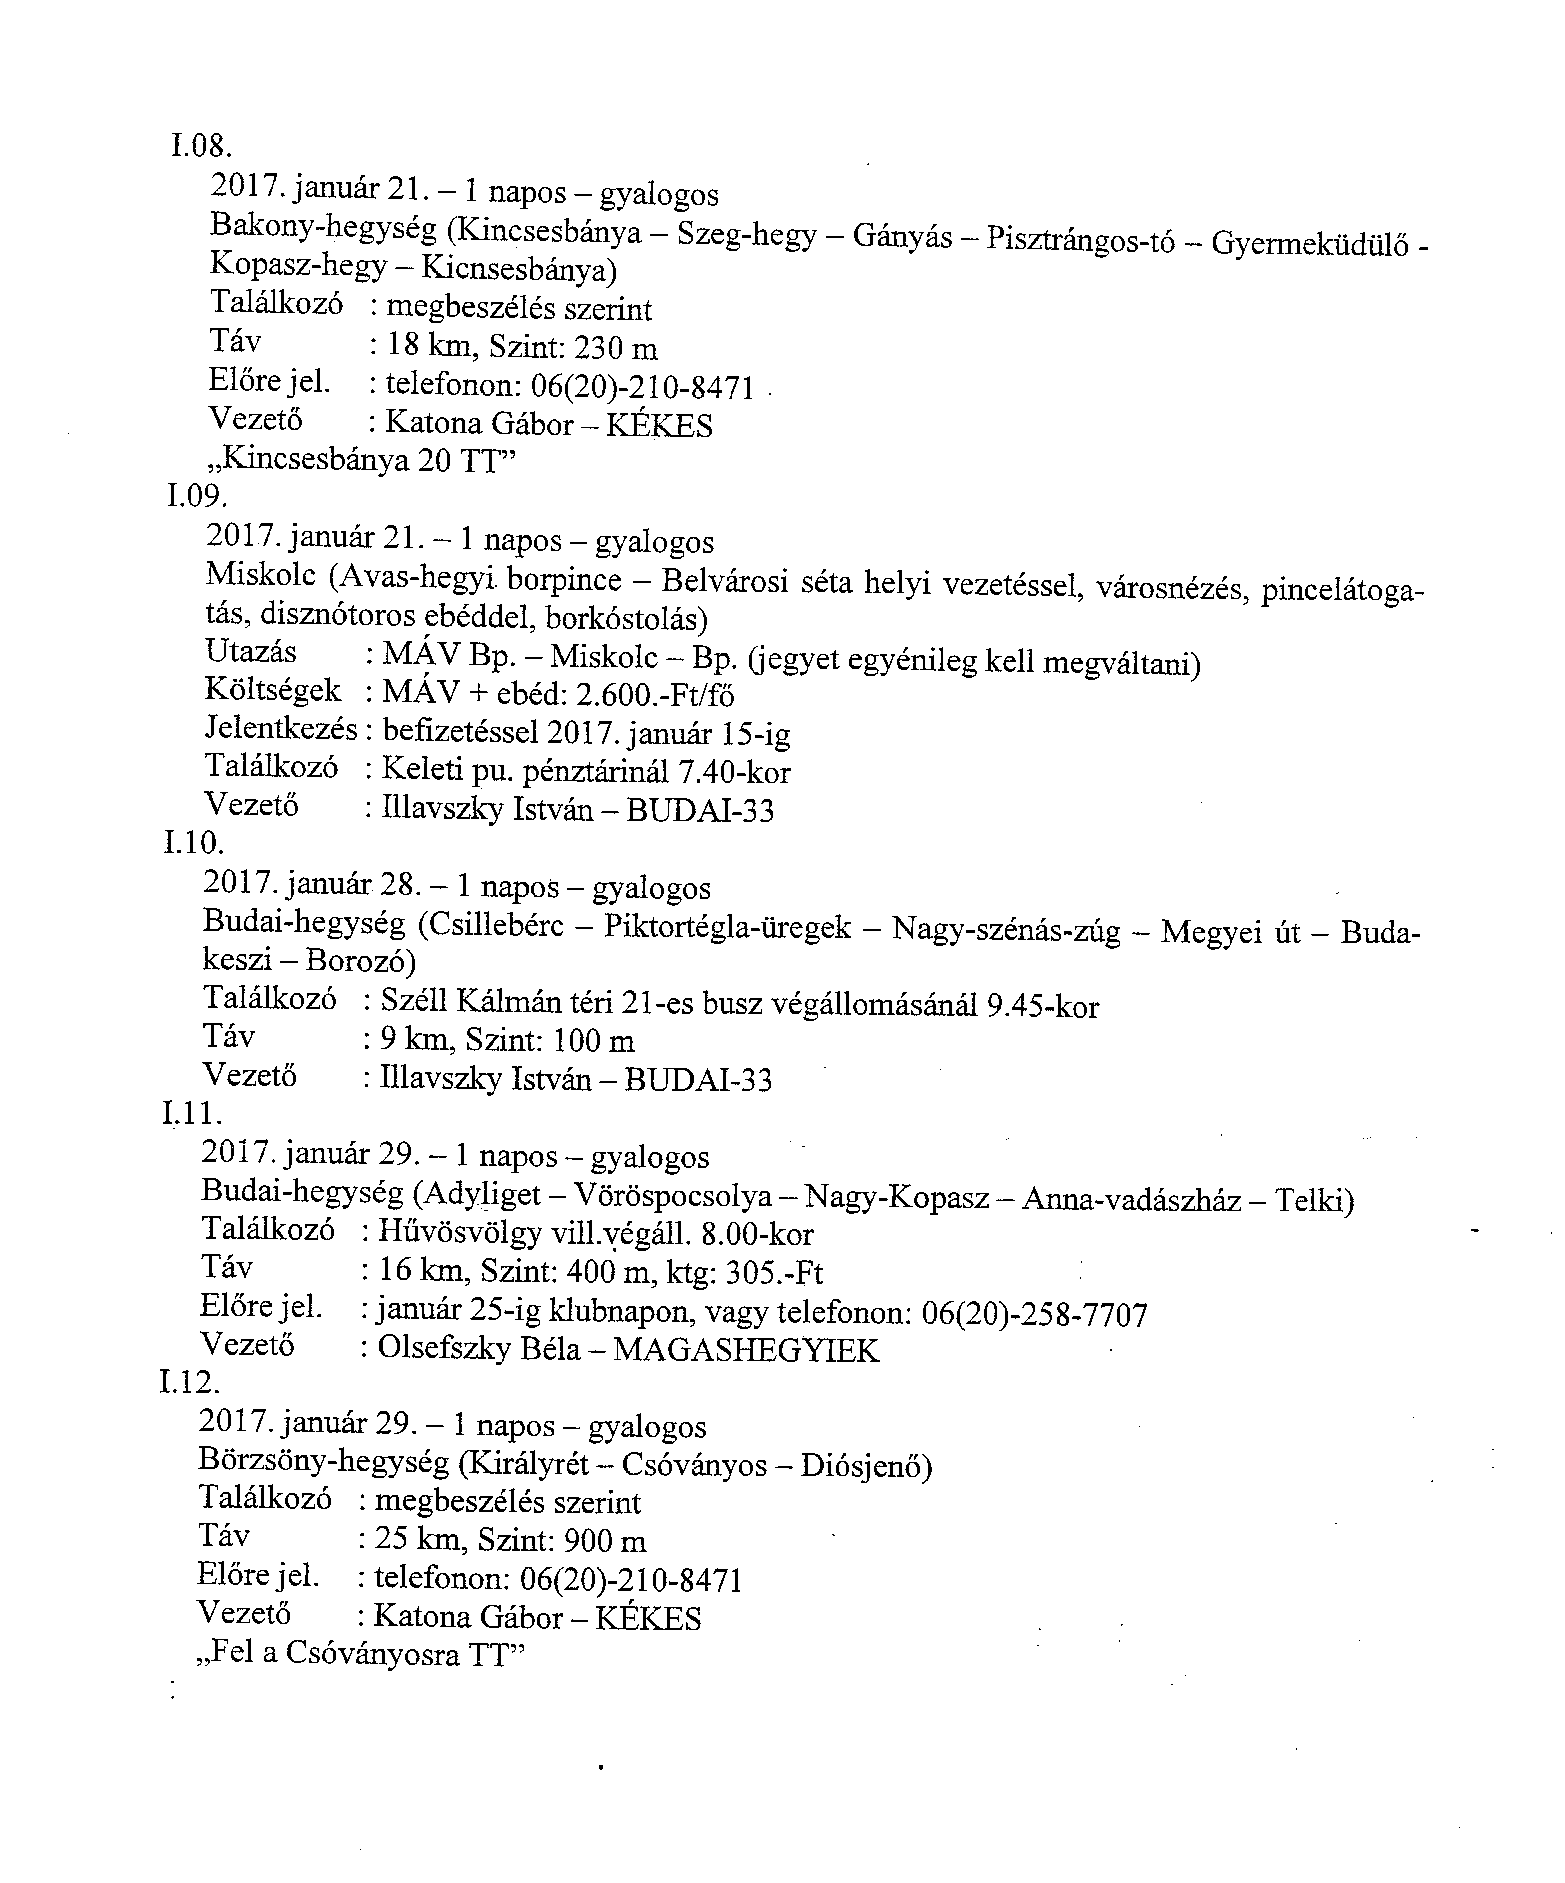 I.08.
2017. január 21. – 1 napos – gyalogos
Bakony-hegység (Kincsesbánya – Szeg-hegy – Gányás – Pisztrángos-tó – Gyermeküdülő -
Kopasz-hegy – Kicnsesbánya)
Találkozó : megbeszélés szerint
Táv : 18 km, Szint: 230 m
Előre jel. : telefonon: 06(20)-210-8471
Vezető : Katona Gábor – KÉKES
„Kincsesbánya 20 TT”
I.09.
2017. január 21. – 1 napos – gyalogos
Miskolc (Avas-hegyi borpince – Belvárosi séta helyi vezetéssel, városnézés, pincelátoga-
tás, disznótoros ebéddel, borkóstolás)
Utazás : MÁV Bp. – Miskolc – Bp. (jegyet egyénileg kell megváltani)
Költségek : MÁV + ebéd: 2.600.-Ft/fő
Jelentkezés : befizetéssel 2017. január 15-ig
Találkozó : Keleti pu. pénztárinál 7.40-kor
Vezető : Illavszky István – BUDAI-33
I.10.
2017. január 28. – 1 napos – gyalogos
Budai-hegység (Csillebérc – Piktortégla-üregek – Nagy-szénás-zúg – Megyei út – Buda-
keszi – Borozó)
Találkozó : Széll Kálmán téri 21-es busz végállomásánál 9.45-kor
Táv : 9 km, Szint: 100 m
Vezető : Illavszky István – BUDAI-33
I.11.
2017. január 29. – 1 napos – gyalogos
Budai-hegység (Adyliget – Vöröspocsolya – Nagy-Kopasz – Anna-vadászház – Telki)
Találkozó : Hűvösvölgy vill.végáll. 8.00-kor
Táv : 16 km, Szint: 400 m, ktg: 305.-Ft
Előre jel. : január 25-ig klubnapon, vagy telefonon: 06(20)-258-7707
Vezető : Olsefszky Béla – MAGASHEGYIEK
I.12.
2017. január 29. – 1 napos – gyalogos
Börzsöny-hegység (Királyrét – Csóványos – Diósjenő)
Találkozó : megbeszélés szerint
Táv : 25 km, Szint: 900 m
Előre jel. : telefonon: 06(20)-210-8471
Vezető : Katona Gábor – KÉKES
„Fel a Csóványosra TT”